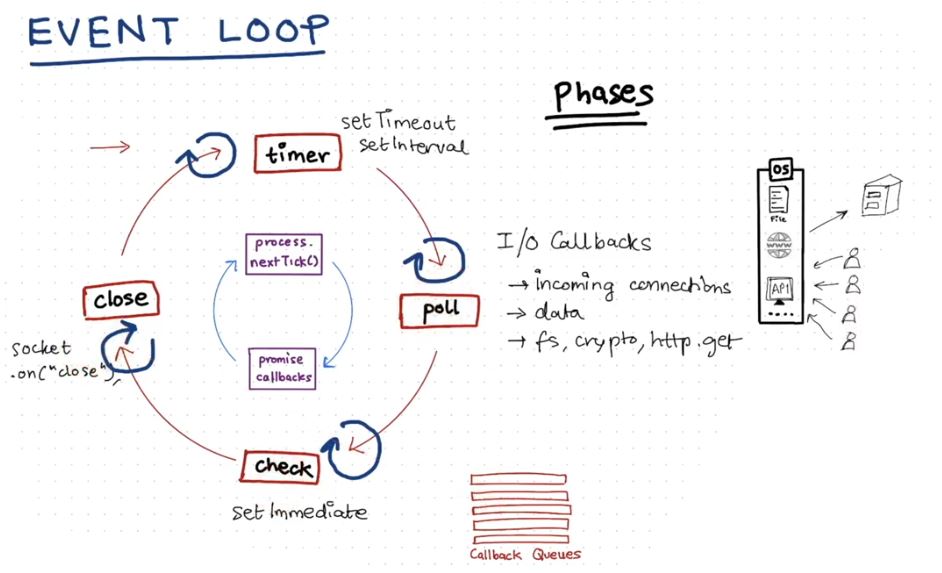 EVENT LOOP
Phases
setTimeout
setInterval
timer
process.
nextTick()
promise
callbacks
close
Socket
.on("close");
poll
I/O Callbacks
→ incoming connections
→ data
→ fs, crypto, http.get
check
setImmediate
OS
File
www
API
Callback Queues